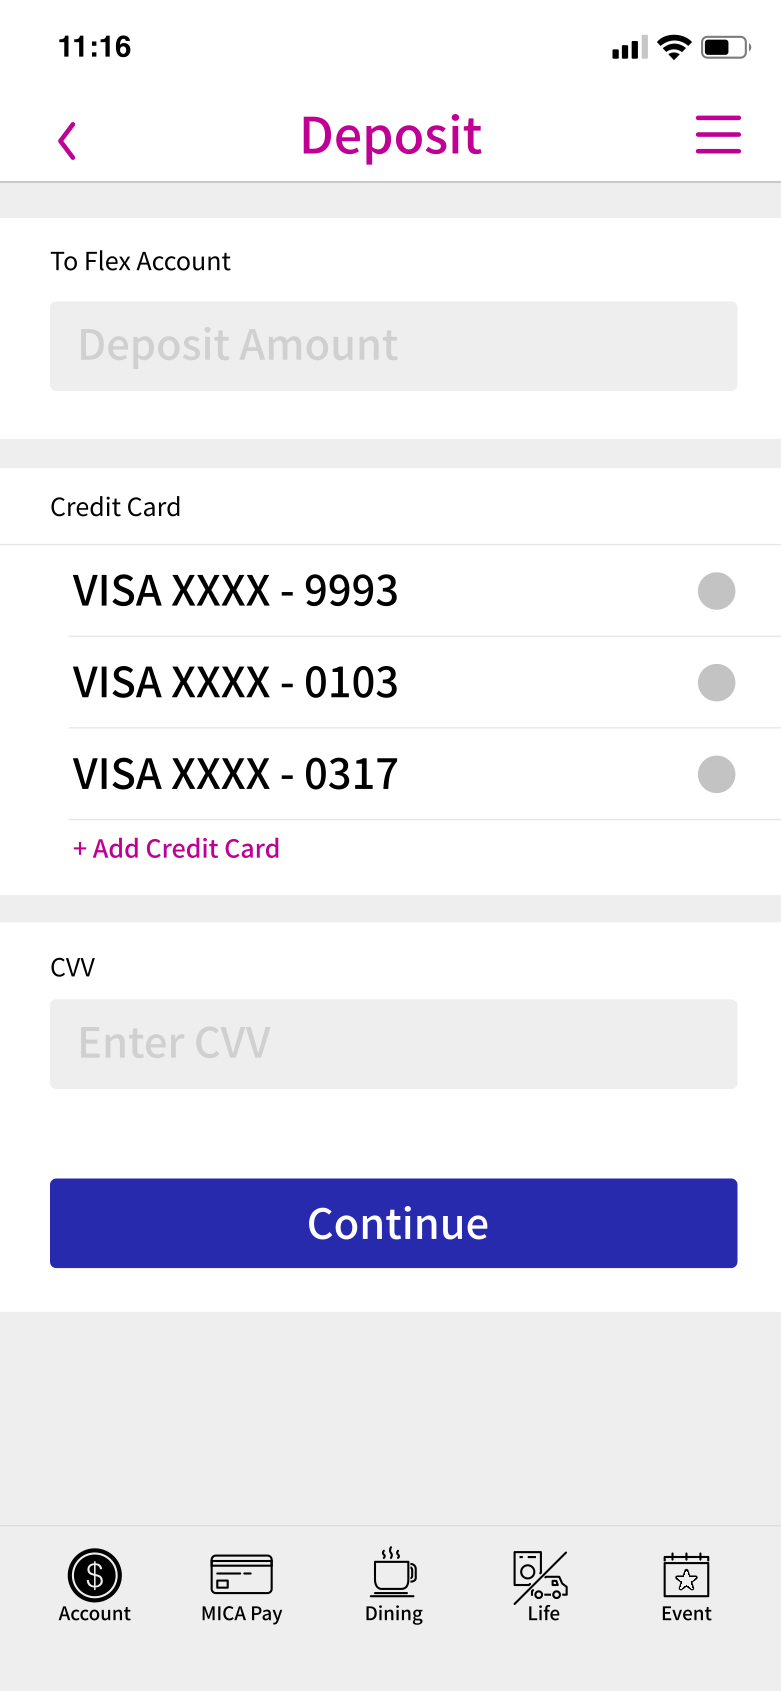 11:16
Deposit
To Flex Account
Deposit Amount
Credit Card
VISA XXXX - 9993
VISA XXXX - 0103
VISA XXXX - 0317
+ Add Credit Card
CVV
Enter CVV
Continue
$
Account MICA Pay Dining Life Event